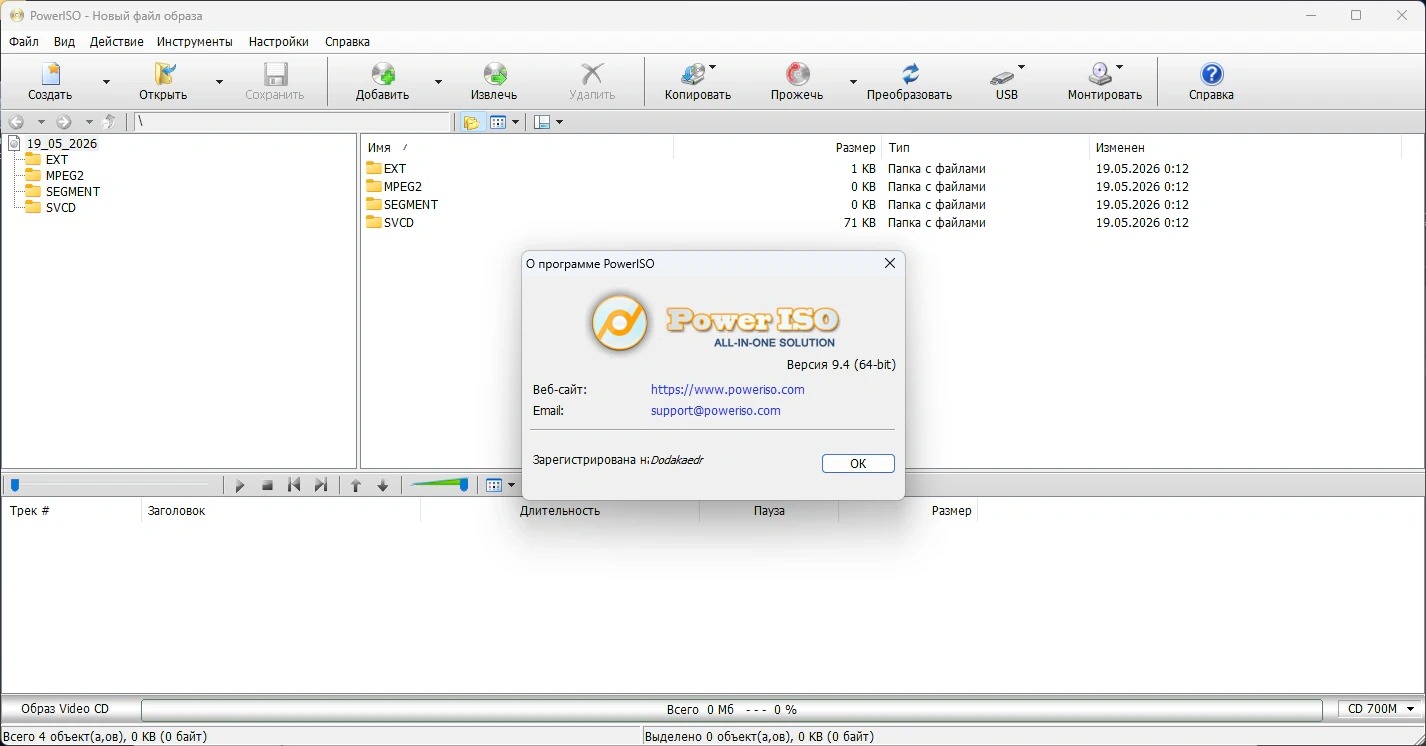 PowerISO - Новый файл образа
Файл Вид Действие Инструменты Настройки Справка
Создать Открыть Сохранить Добавить Извлечь Удалить Копировать Прожечь Преобразовать USB Монтировать Справка
\
19_05_2026
EXT
MPEG2
SEGMENT
SVCD
Имя Размер Тип Изменен
EXT 1 KB Папка с файлами 19.05.2026 0:12
MPEG2 0 KB Папка с файлами 19.05.2026 0:12
SEGMENT 0 KB Папка с файлами 19.05.2026 0:12
SVCD 71 KB Папка с файлами 19.05.2026 0:12
О программе PowerISO
Power ISO
ALL-IN-ONE SOLUTION
Версия 9.4 (64-bit)
Веб-сайт: https://www.poweriso.com
Email: support@poweriso.com
Зарегистрирована н Dodakaedr
OK
Трек # Заголовок Длительность Пауза Размер
Образ Video CD Всего 0 Мб --- 0 % CD 700M
Всего 4 объект(а,ов), 0 KB (0 байт) Выделено 0 объект(а,ов), 0 KB (0 байт)